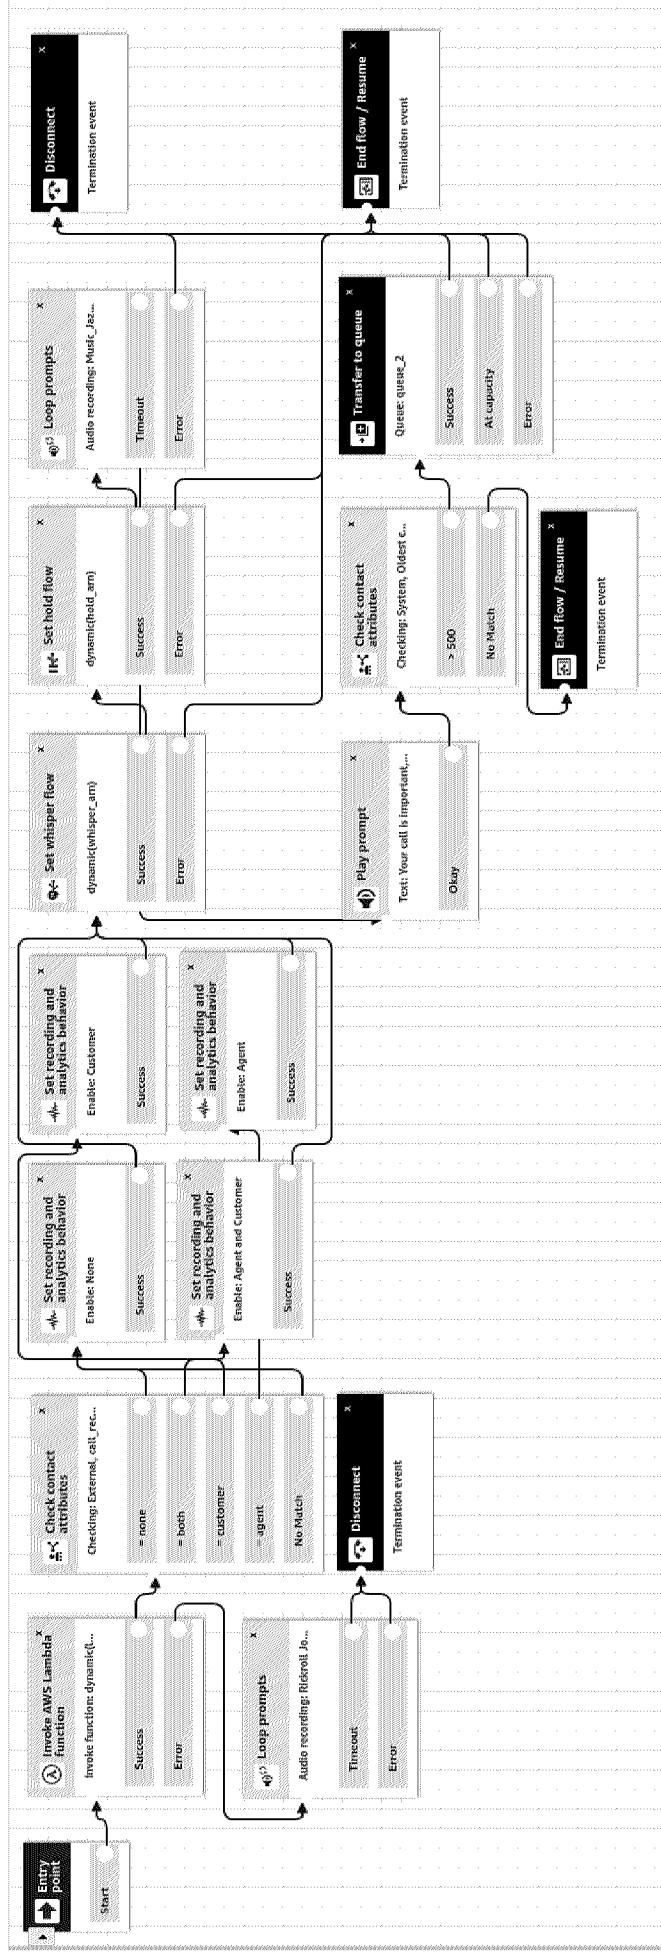 Entry
point
Start
Invoke AWS Lambda
function
x
Invoke function: dynamic(l...
Success
Error
Loop prompts
x
Audio recording: Rickroll Jo...
Timeout
Error
Check contact
attributes
x
Checking: External, call_rec...
= none
= both
= customer
= agent
No Match
Disconnect
x
Termination event
Set recording and
analytics behavior
x
Enable: None
Success
Set recording and
analytics behavior
x
Enable: Agent and Customer
Success
Set recording and
analytics behavior
x
Enable: Customer
Success
Set recording and
analytics behavior
x
Enable: Agent
Success
Set whisper flow
x
dynamic(whisper_arn)
Success
Error
Play prompt
x
Text: Your call is important,...
Okay
Set hold flow
x
dynamic(hold_arn)
Success
Error
Check contact
attributes
x
Checking: System, Oldest c...
> 500
No Match
End flow / Resume
x
Termination event
Loop prompts
x
Audio recording: Music_Jaz...
Timeout
Error
Transfer to queue
x
Queue: queue_2
Success
At capacity
Error
Disconnect
x
Termination event
End flow / Resume
x
Termination event